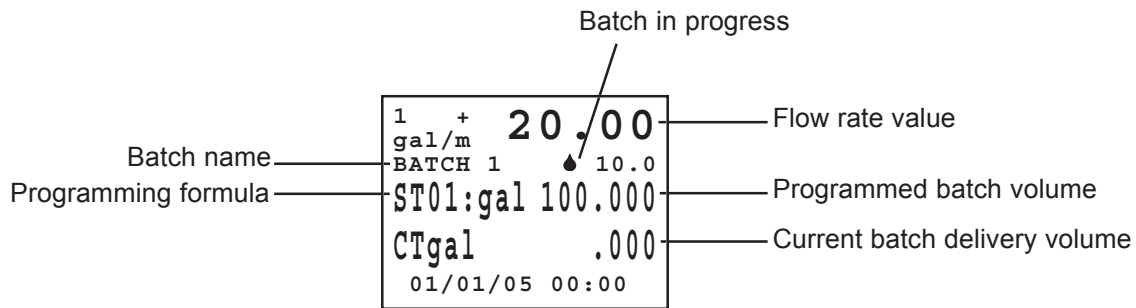 Batch in progress
1 + 20.00
gal/m
Flow rate value
Batch name
BATCH 1 10.0
Programming formula
ST01:gal 100.000
Programmed batch volume
CTgal .000
Current batch delivery volume
01/01/05 00:00